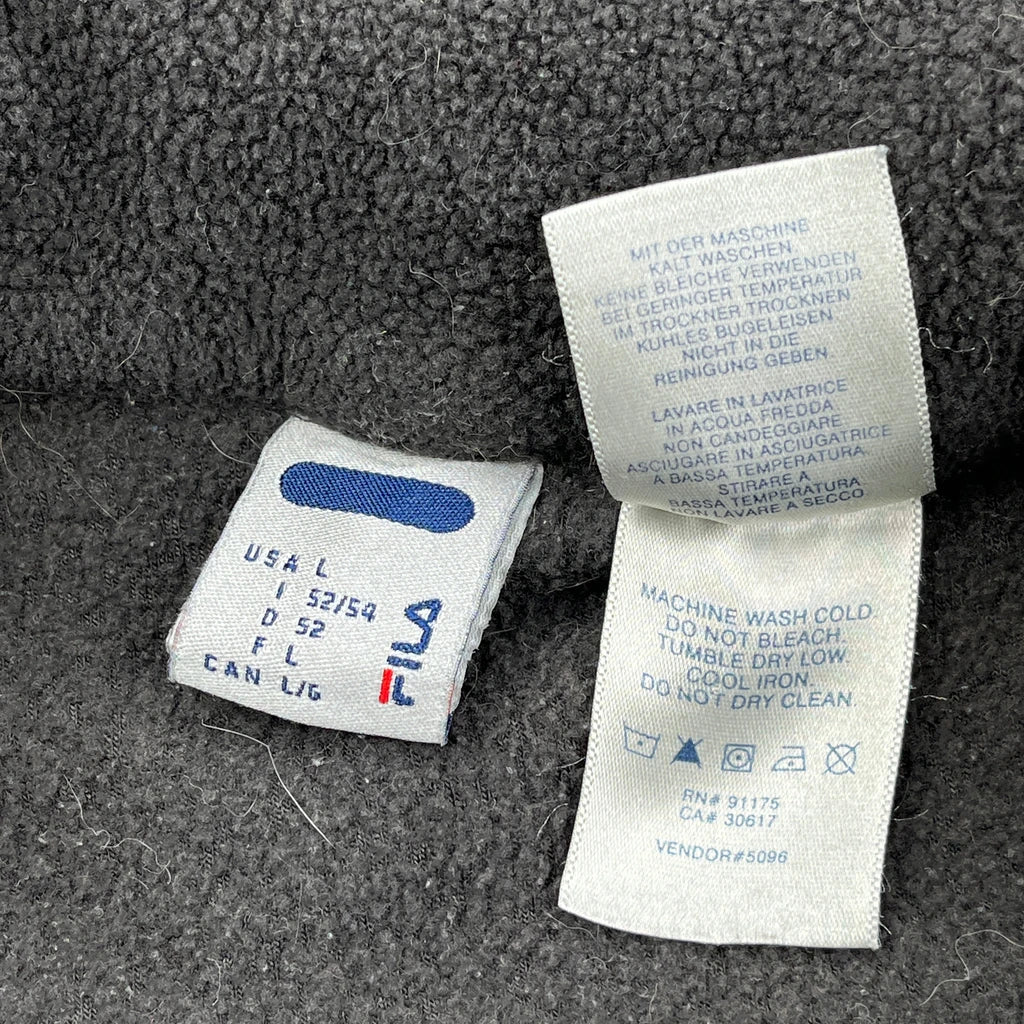 USA L
I 52/54
D 52
F L
CAN L/G
FILA
MIT DER MASCHINE
KALT WASCHEN
KEINE BLEICHE VERWENDEN
BEI GERINGER TEMPERATUR
IM TROCKNER TROCKNEN
KUHLES BUGELEISEN
NICHT IN DIE
REINIGUNG GEBEN
LAVARE IN LAVATRICE
IN ACQUA FREDDA
NON CANDEGGIARE
ASCIUGARE IN ASCIUGATRICE
A BASSA TEMPERATURA
STIRARE A
BASSA TEMPERATURA
NON LAVARE A SECCO
MACHINE WASH COLD.
DO NOT BLEACH.
TUMBLE DRY LOW.
COOL IRON.
DO NOT DRY CLEAN.
RN# 91175
CA# 30617
VENDOR#5096